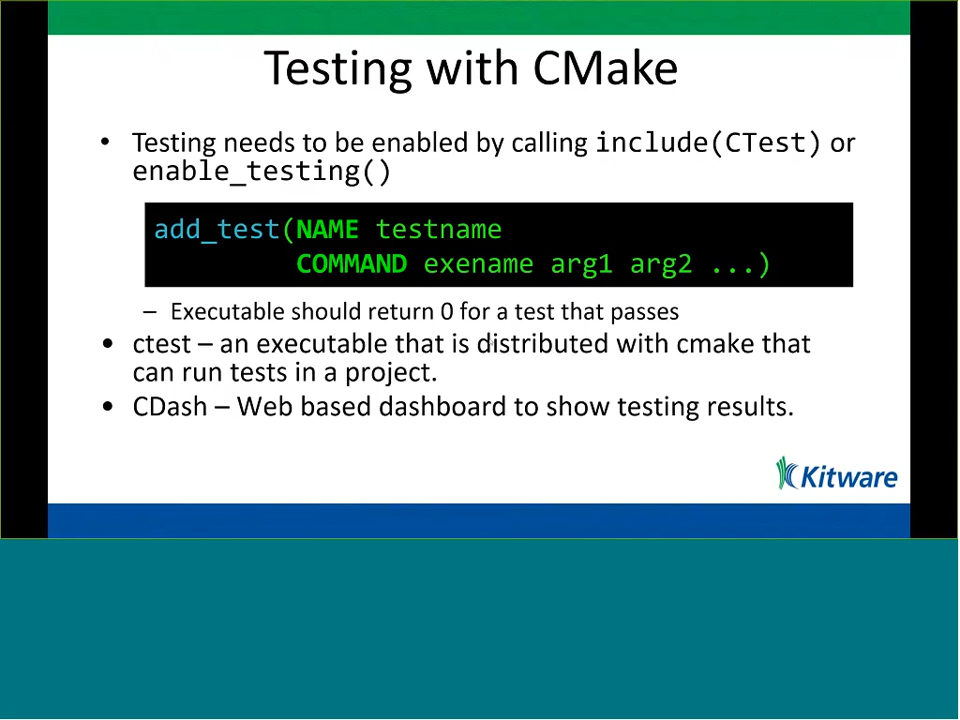 Testing with CMake
• Testing needs to be enabled by calling include(CTest) or
enable_testing()
add_test(NAME testname
COMMAND exename arg1 arg2 ...)
– Executable should return 0 for a test that passes
• ctest – an executable that is distributed with cmake that
can run tests in a project.
• CDash – Web based dashboard to show testing results.
Kitware